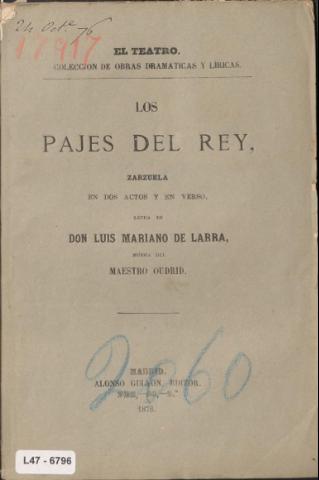 24 Oct.e 76
17917
EL TEATRO.
COLECCION DE OBRAS DRAMATICAS Y LIRICAS.
LOS
PAJES DEL REY,
ZARZUELA
EN DOS ACTOS Y EN VERSO,
LETRA DE
DON LUIS MARIANO DE LARRA,
MÚSICA DEL
MAESTRO OUDRID.
2060
MADRID.
ALONSO GULLON, EDITOR.
PEZ,
1876.
L47 - 6796